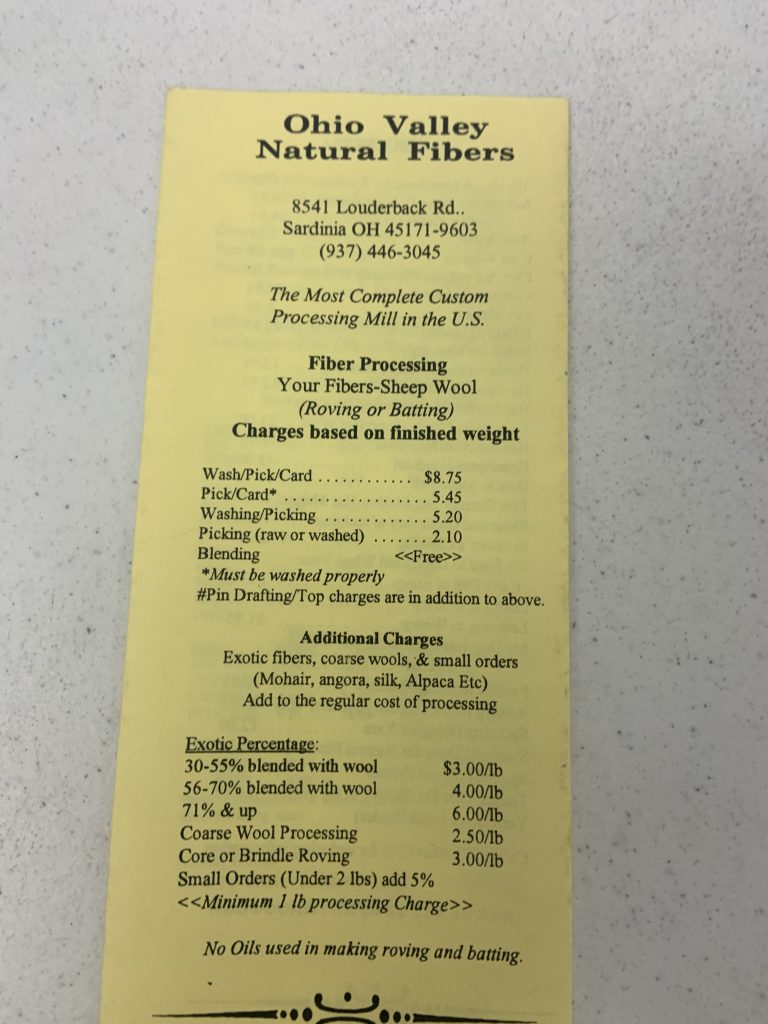 Ohio Valley
Natural Fibers
8541 Louderback Rd..
Sardinia OH 45171-9603
(937) 446-3045
The Most Complete Custom
Processing Mill in the U.S.
Fiber Processing
Your Fibers-Sheep Wool
(Roving or Batting)
Charges based on finished weight
Wash/Pick/Card . . . . . . . . . . . . $8.75
Pick/Card* . . . . . . . . . . . . . . . . . . 5.45
Washing/Picking . . . . . . . . . . . . . 5.20
Picking (raw or washed) . . . . . . . 2.10
Blending <<Free>>
*Must be washed properly
#Pin Drafting/Top charges are in addition to above.
Additional Charges
Exotic fibers, coarse wools, & small orders
(Mohair, angora, silk, Alpaca Etc)
Add to the regular cost of processing
Exotic Percentage:
30-55% blended with wool $3.00/lb
56-70% blended with wool 4.00/lb
71% & up 6.00/lb
Coarse Wool Processing 2.50/lb
Core or Brindle Roving 3.00/lb
Small Orders (Under 2 lbs) add 5%
<<Minimum 1 lb processing Charge>>
No Oils used in making roving and batting.